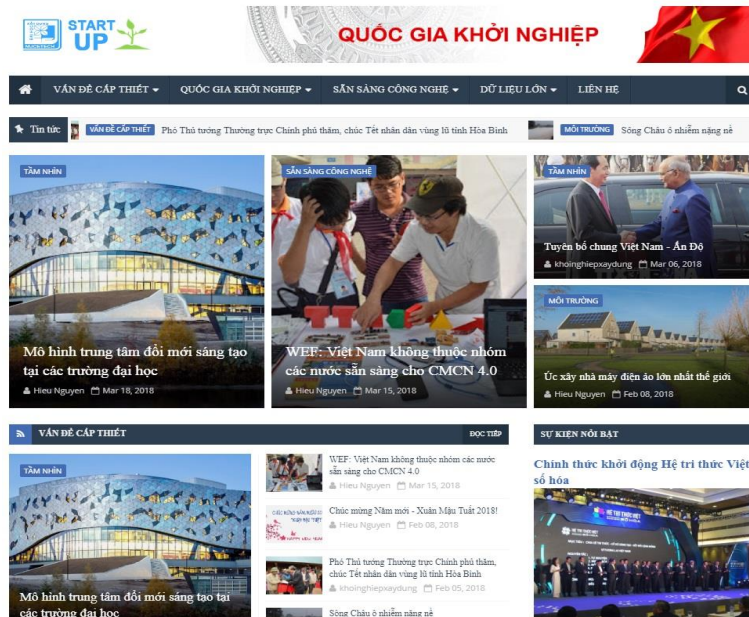 START
UP
QUỐC GIA KHỞI NGHIỆP
VẤN ĐỀ CẤP THIẾT
QUỐC GIA KHỞI NGHIỆP
SẴN SÀNG CÔNG NGHỆ
DỮ LIỆU LỚN
LIÊN HỆ
Tin tức
VẤN ĐỀ CẤP THIẾT
Phó Thủ tướng Thường trực Chính phủ thăm, chúc Tết nhân dân vùng lũ tỉnh Hòa Bình
MÔI TRƯỜNG
Sông Châu ô nhiễm nặng nề
TẦM NHÌN
Mô hình trung tâm đổi mới sáng tạo
tại các trường đại học
Hieu Nguyen Mar 18, 2018
SẴN SÀNG CÔNG NGHỆ
WEF: Việt Nam không thuộc nhóm
các nước sẵn sàng cho CMCN 4.0
Hieu Nguyen Mar 15, 2018
TẦM NHÌN
Tuyên bố chung Việt Nam - Ấn Độ
khoinghiepxaydung Mar 06, 2018
MÔI TRƯỜNG
Úc xây nhà máy điện ảo lớn nhất thế giới
Hieu Nguyen Feb 08, 2018
VẤN ĐỀ CẤP THIẾT
ĐỌC TIẾP
TẦM NHÌN
Mô hình trung tâm đổi mới sáng tạo tại
các trường đại học
WEF: Việt Nam không thuộc nhóm các nước
sẵn sàng cho CMCN 4.0
Hieu Nguyen Mar 15, 2018
Chúc mừng Năm mới - Xuân Mậu Tuất 2018!
Hieu Nguyen Feb 08, 2018
Phó Thủ tướng Thường trực Chính phủ thăm,
chúc Tết nhân dân vùng lũ tỉnh Hòa Bình
khoinghiepxaydung Feb 05, 2018
Sông Châu ô nhiễm nặng nề
SỰ KIỆN NỔI BẬT
Chính thức khởi động Hệ tri thức Việt
số hóa
HỆ TRI THỨC VIỆT